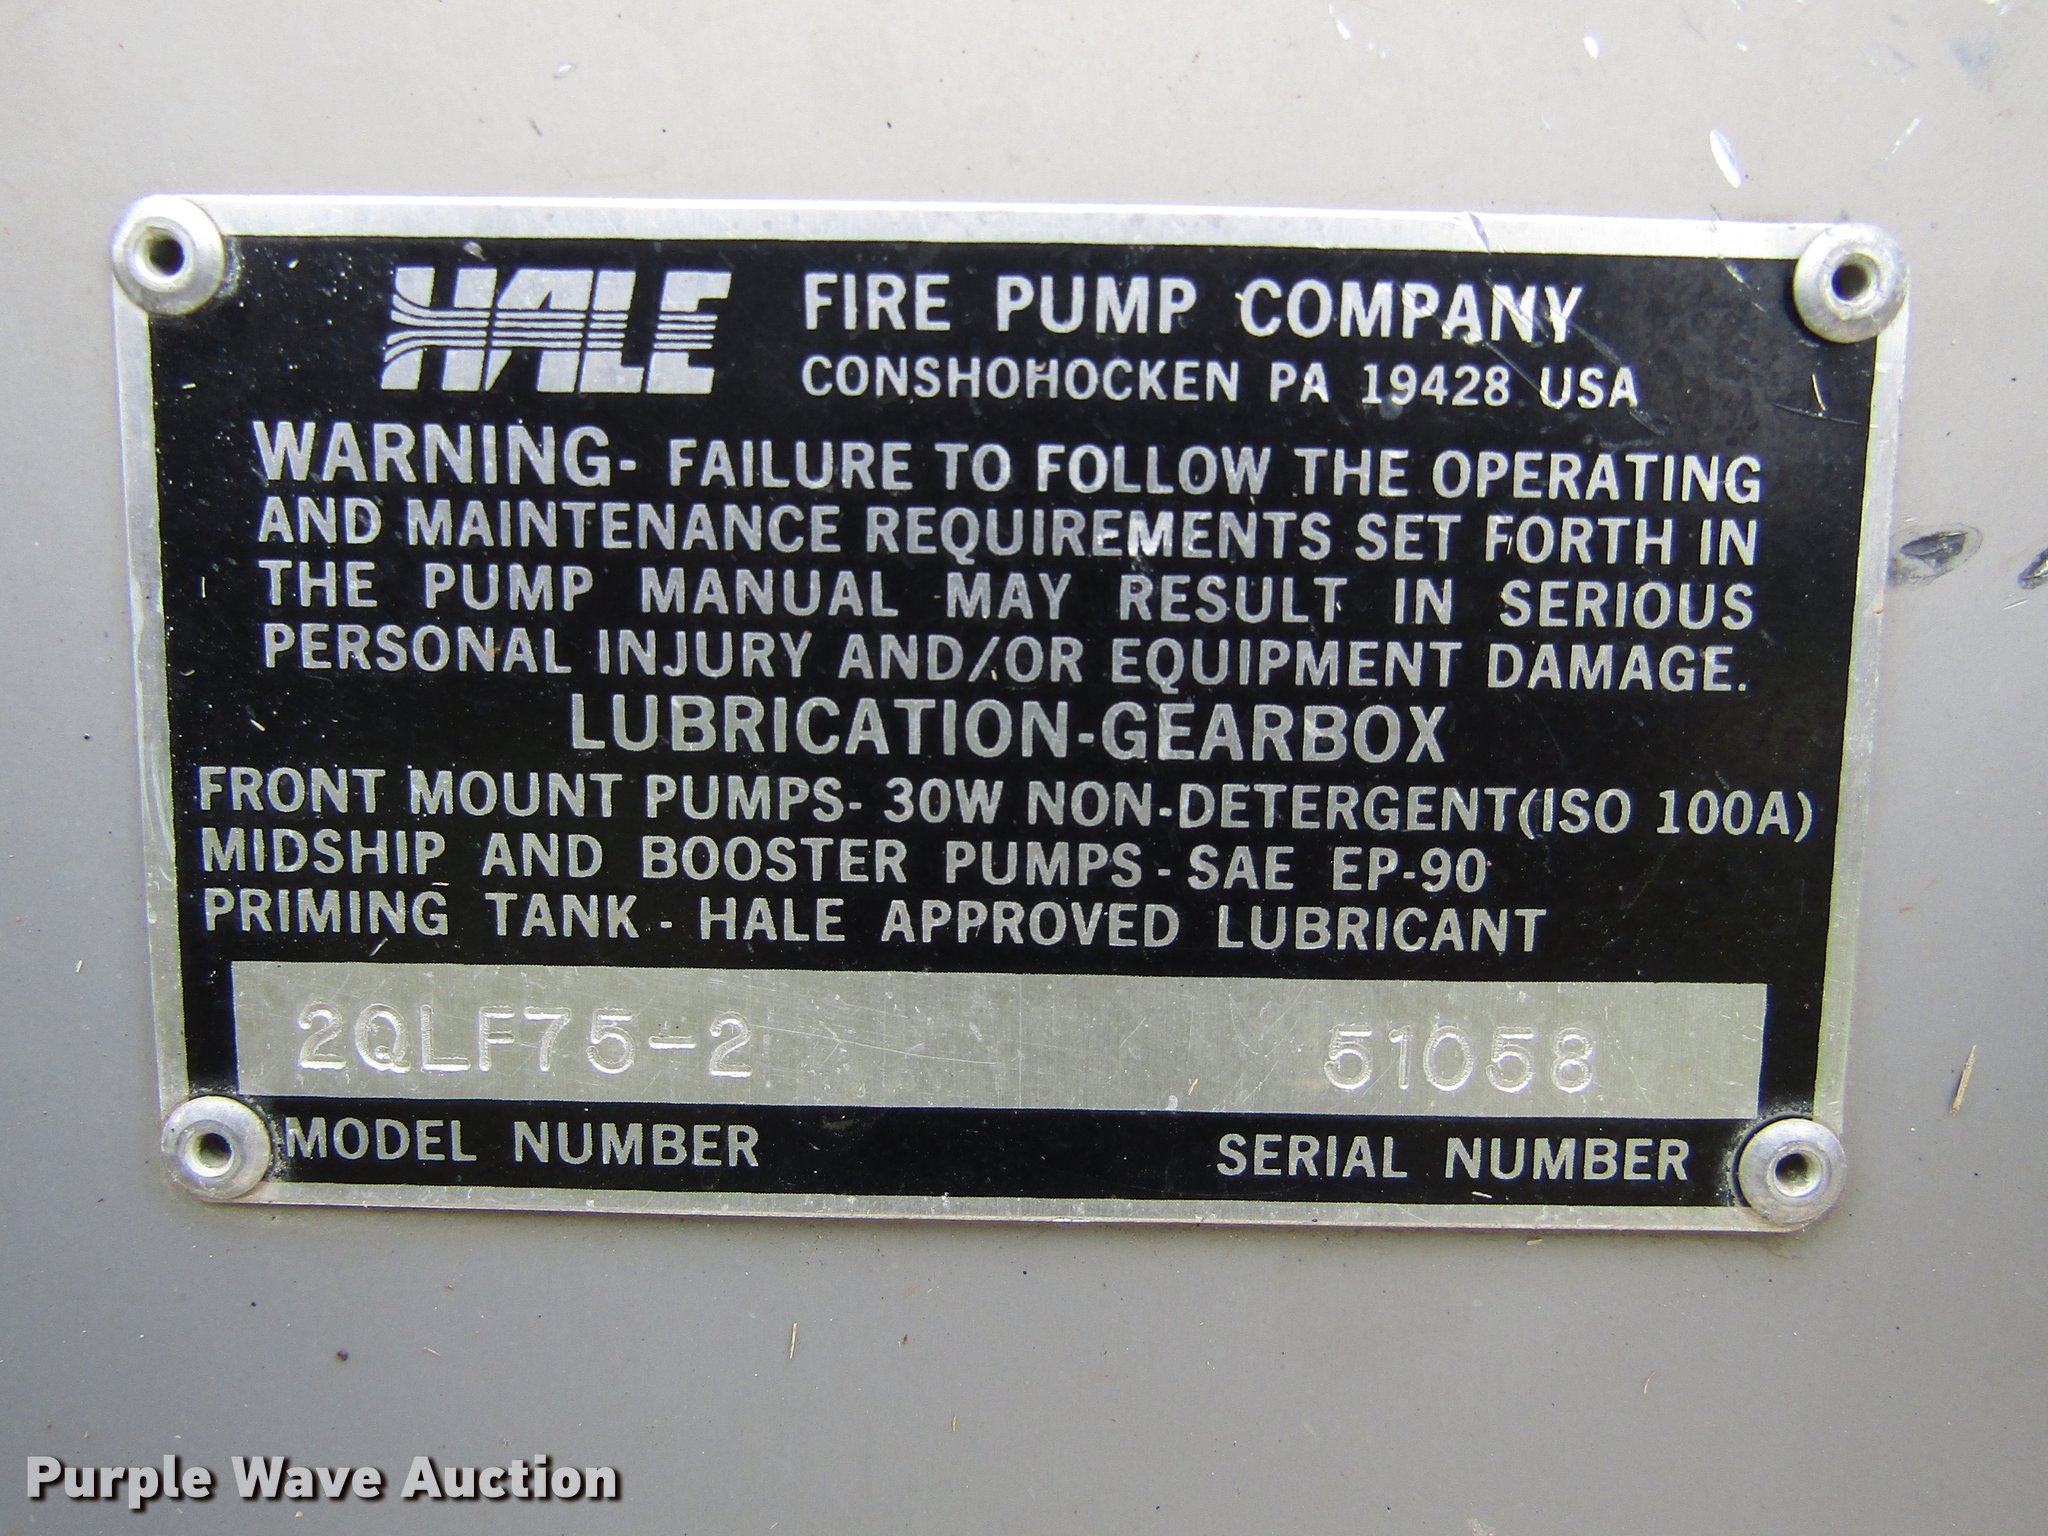 HALE FIRE PUMP COMPANY
CONSHOHOCKEN PA 19428 USA
WARNING- FAILURE TO FOLLOW THE OPERATING
AND MAINTENANCE REQUIREMENTS SET FORTH IN
THE PUMP MANUAL MAY RESULT IN SERIOUS
PERSONAL INJURY AND/OR EQUIPMENT DAMAGE.
LUBRICATION-GEARBOX
FRONT MOUNT PUMPS- 30W NON-DETERGENT(ISO 100A)
MIDSHIP AND BOOSTER PUMPS - SAE EP-90
PRIMING TANK - HALE APPROVED LUBRICANT
2QLF75-2 51058
MODEL NUMBER SERIAL NUMBER
Purple Wave Auction